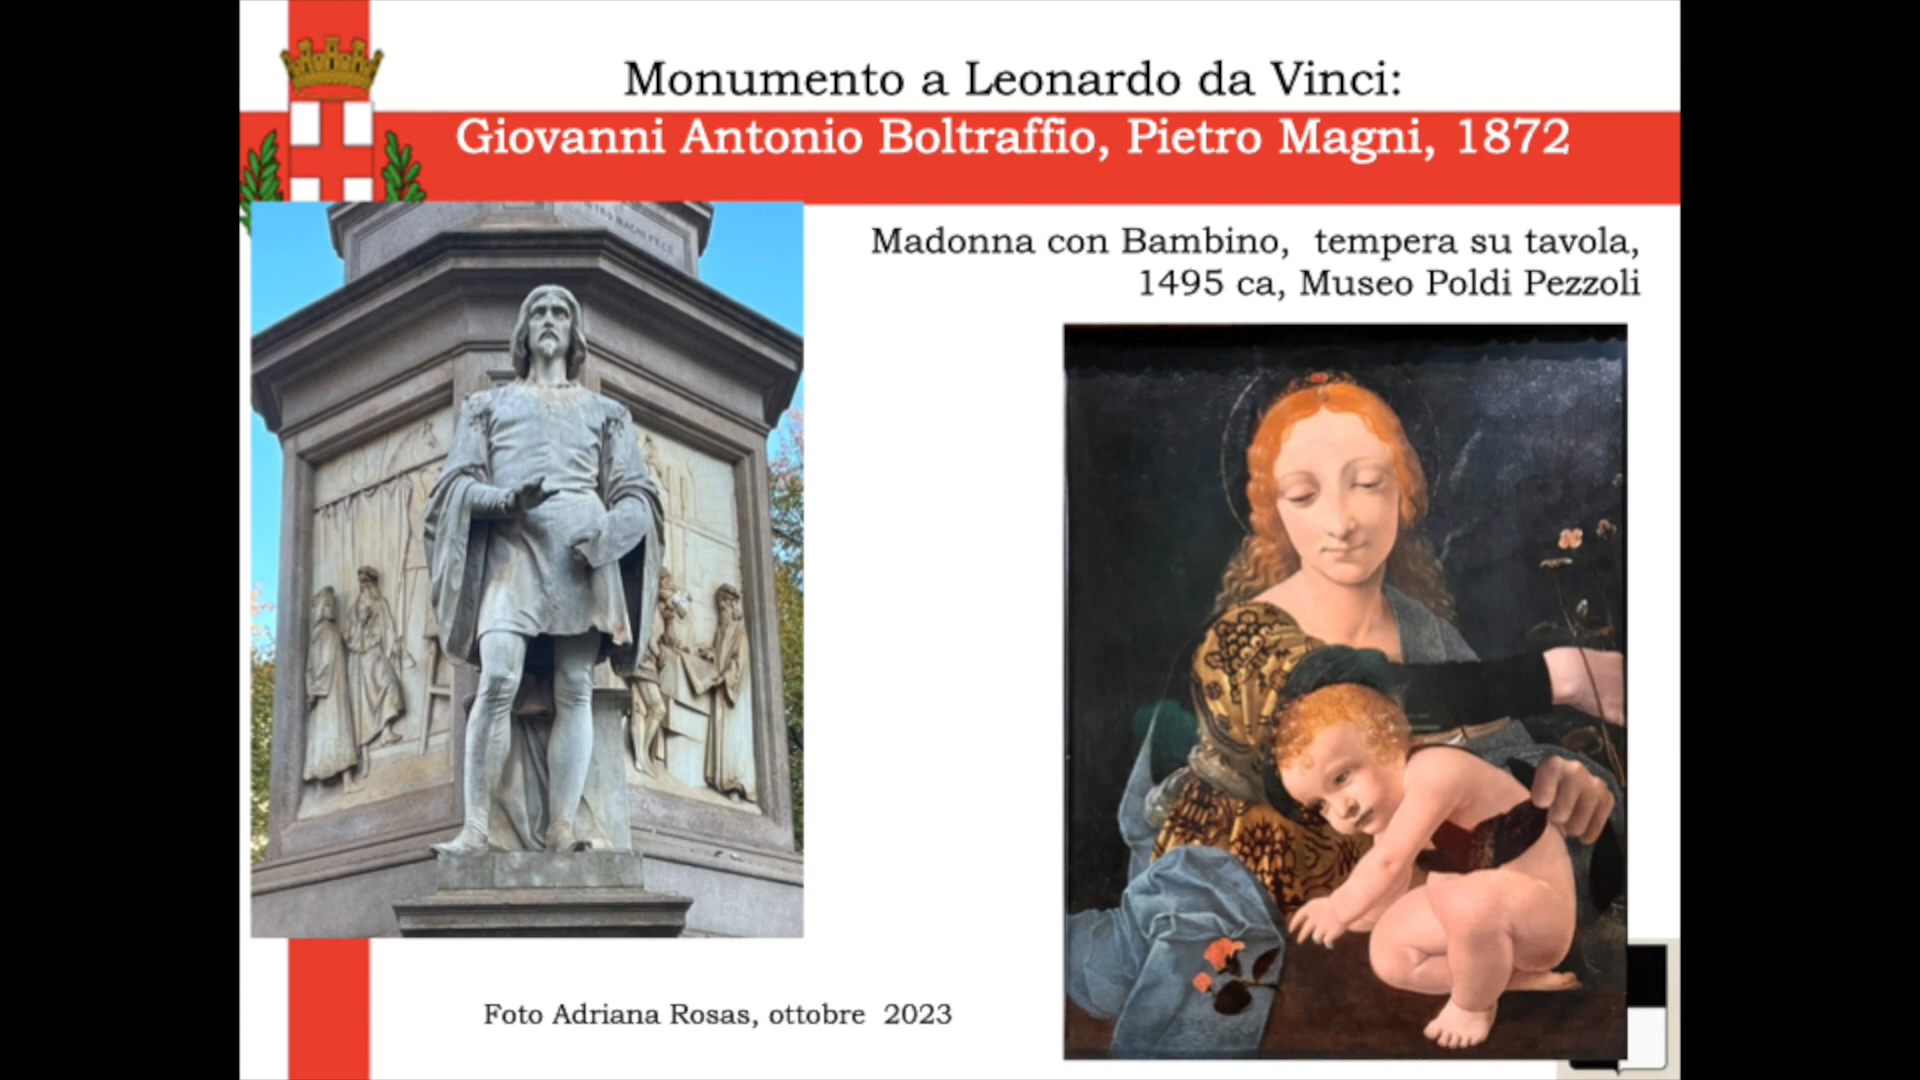 Monumento a Leonardo da Vinci:
Giovanni Antonio Boltraffio, Pietro Magni, 1872
Madonna con Bambino, tempera su tavola,
1495 ca, Museo Poldi Pezzoli
Foto Adriana Rosas, ottobre 2023